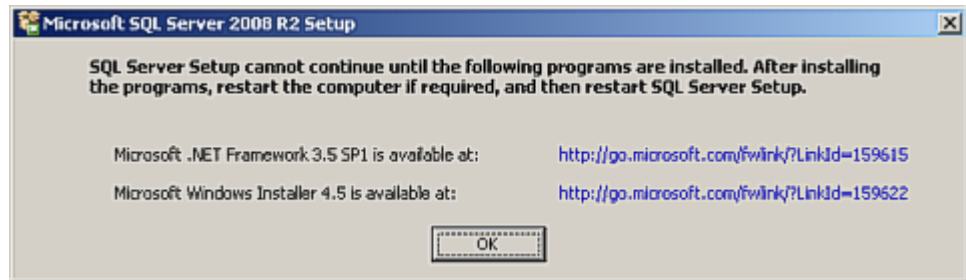 Microsoft SQL Server 2008 R2 Setup
SQL Server Setup cannot continue until the following programs are installed. After installing
the programs, restart the computer if required, and then restart SQL Server Setup.
Microsoft .NET Framework 3.5 SP1 is available at: http://go.microsoft.com/fwlink/?LinkId=159615
Microsoft Windows Installer 4.5 is available at: http://go.microsoft.com/fwlink/?LinkId=159622
OK